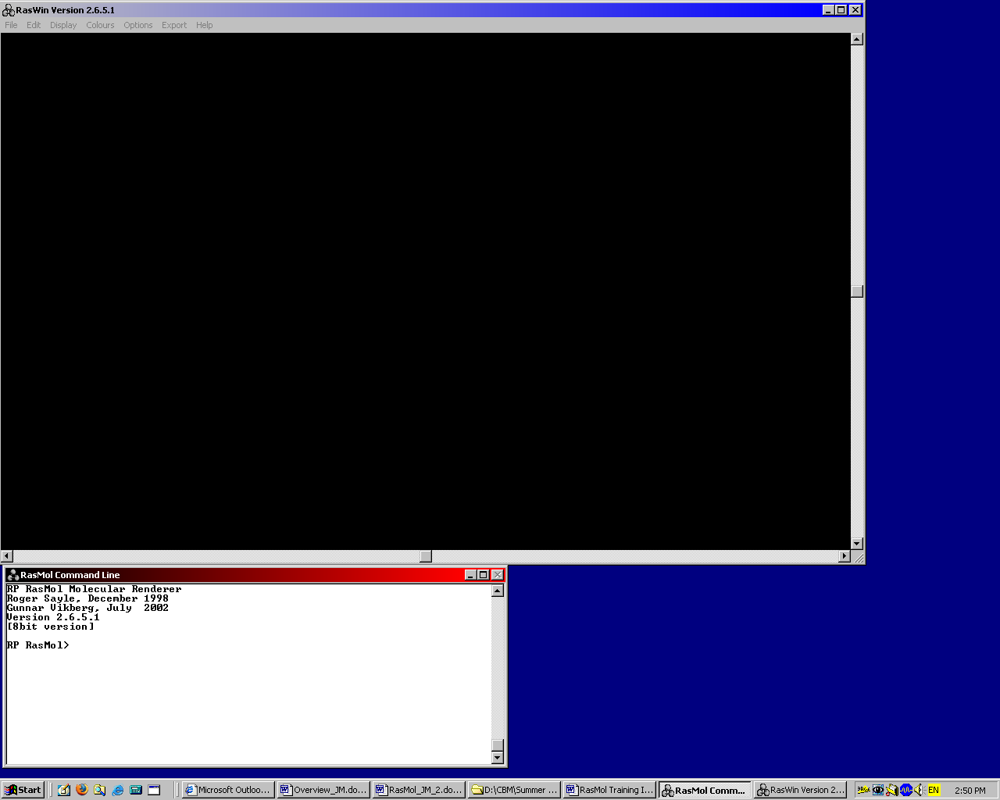 RasWin Version 2.6.5.1
File Edit Display Colours Options Export Help
RasMol Command Line
RP RasMol Molecular Renderer
Roger Sayle, December 1998
Gunnar Vikberg, July 2002
Version 2.6.5.1
[8bit version]
RP RasMol>
Start Microsoft Outloo... Overview_JM.do... RasMol_JM_2.do... D:\CBM\Summer ... RasMol Training I... RasMol Comm... RasWin Version 2... EN 2:50 PM